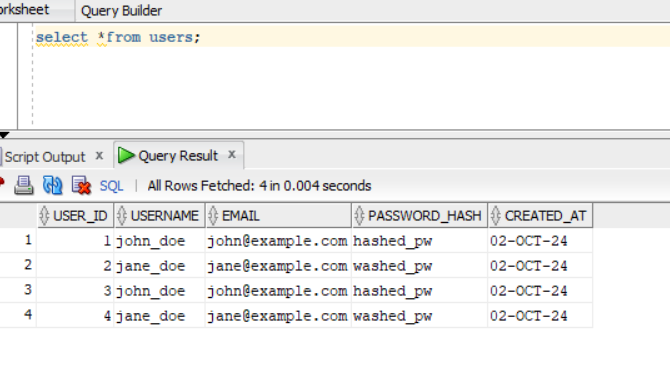 orksheet Query Builder
select *from users;
Script Output x Query Result x
SQL | All Rows Fetched: 4 in 0.004 seconds
USER_ID USERNAME EMAIL PASSWORD_HASH CREATED_AT
1 1 john_doe john@example.com hashed_pw 02-OCT-24
2 2 jane_doe jane@example.com washed_pw 02-OCT-24
3 3 john_doe john@example.com hashed_pw 02-OCT-24
4 4 jane_doe jane@example.com washed_pw 02-OCT-24